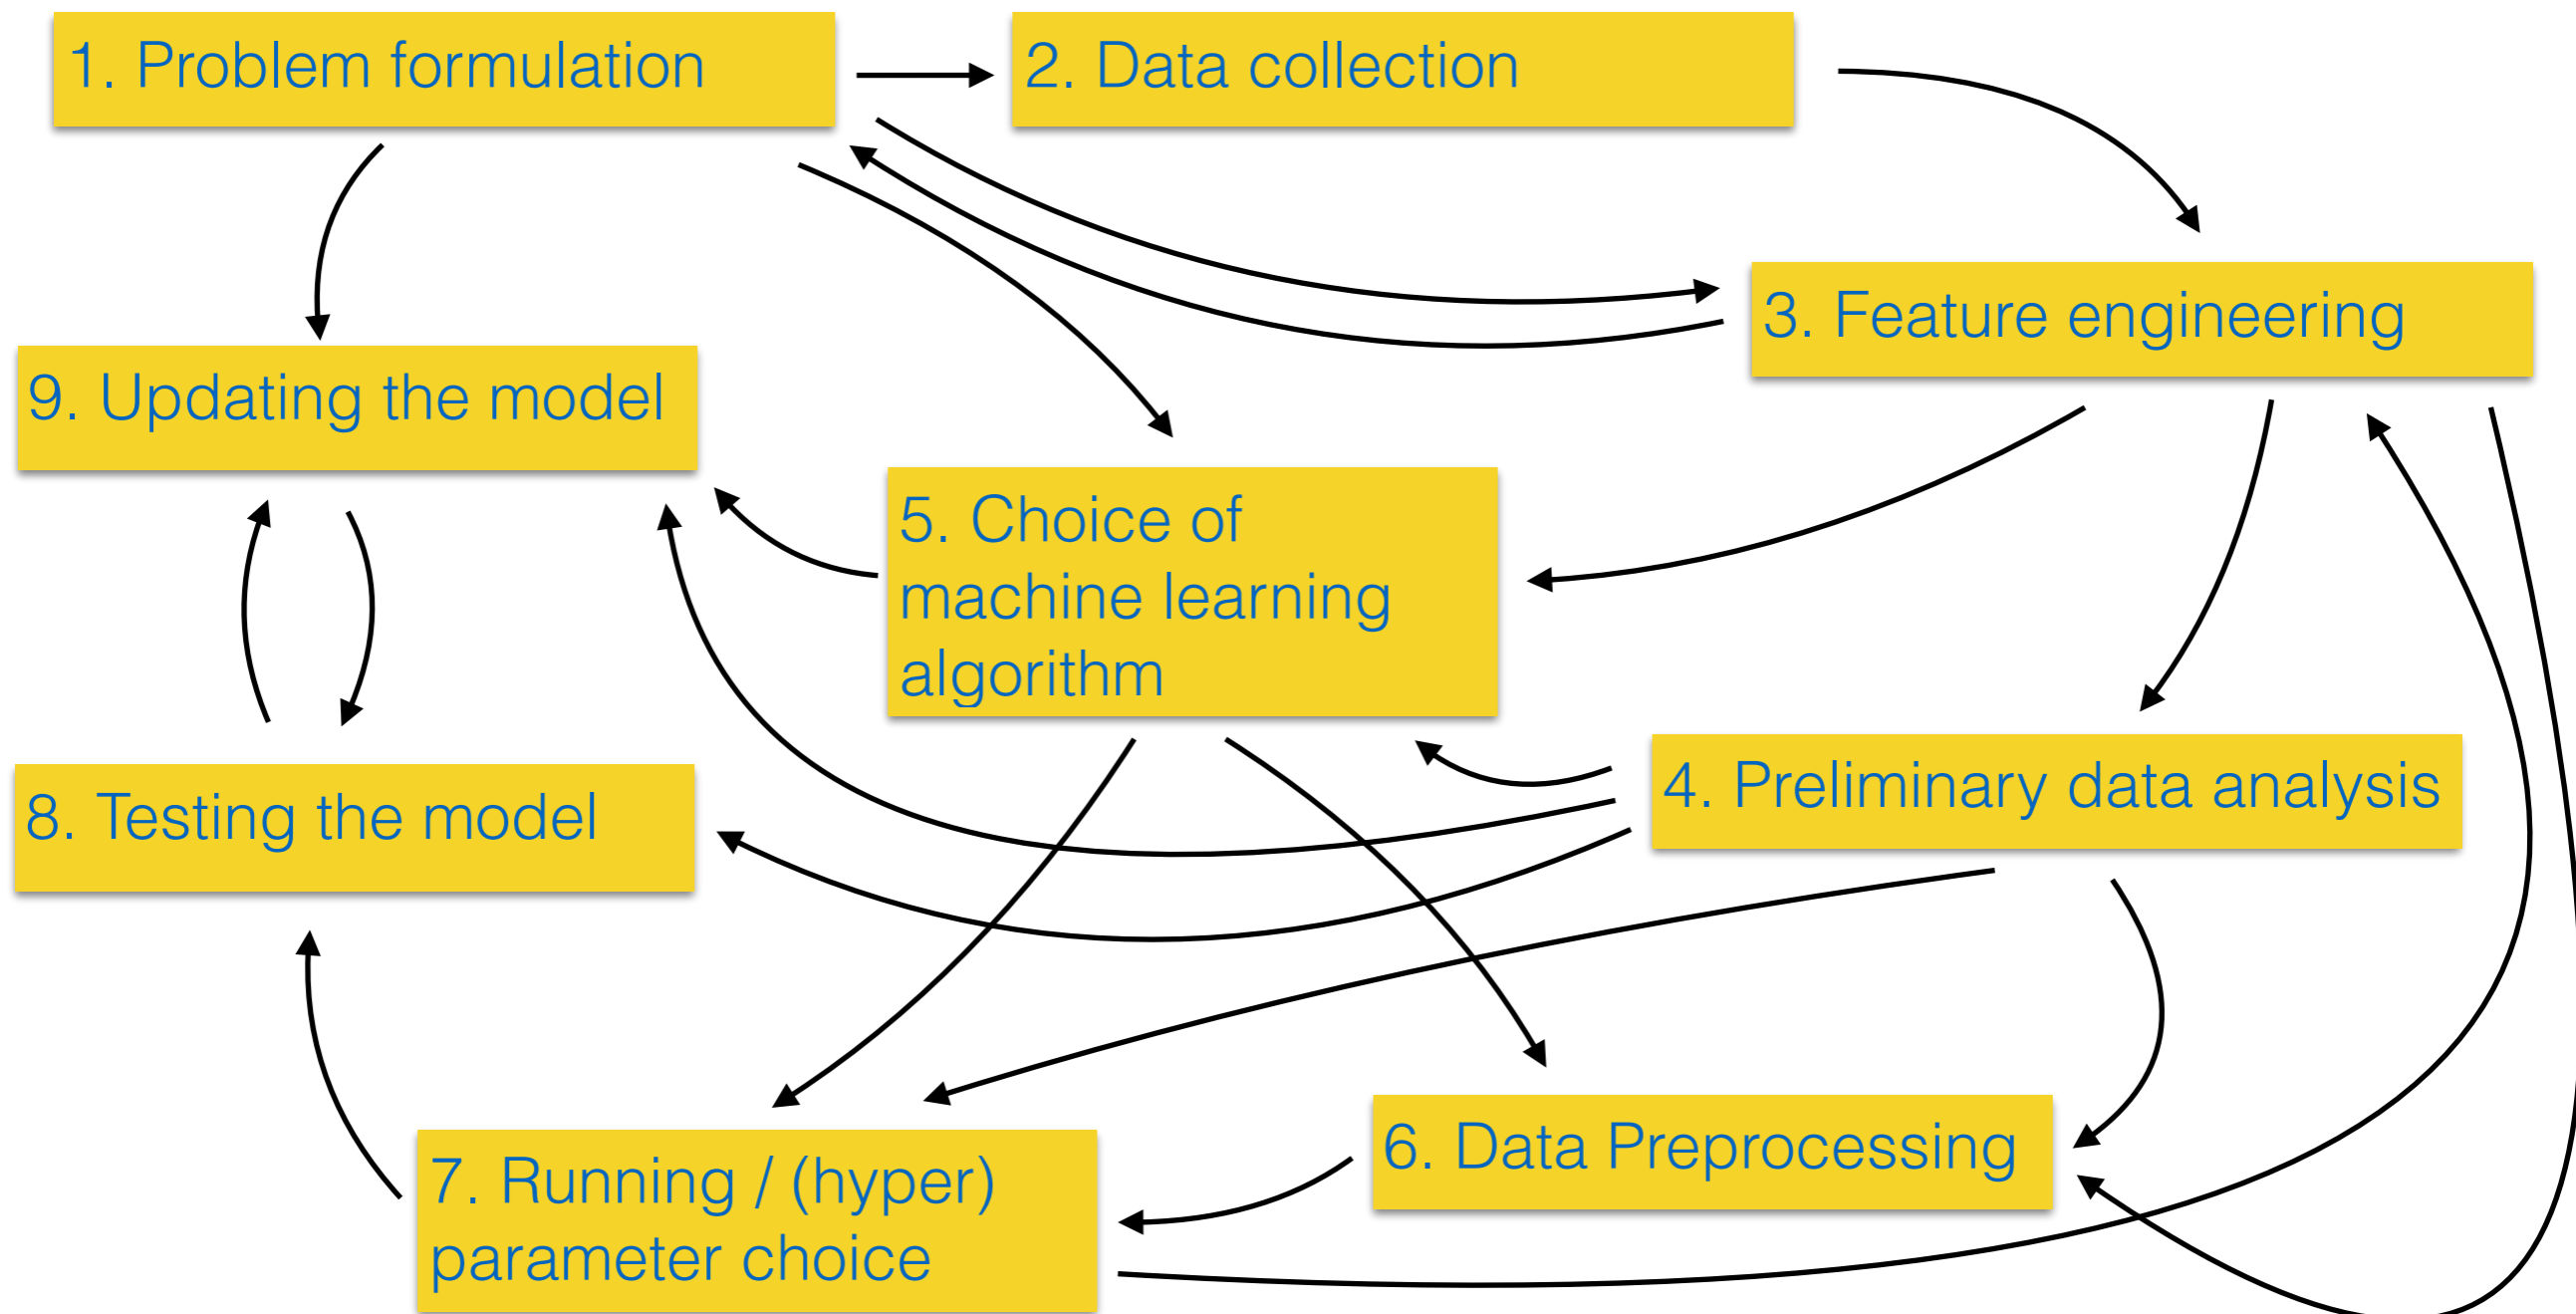 1. Problem formulation
2. Data collection
3. Feature engineering
9. Updating the model
5. Choice of
machine learning
algorithm
4. Preliminary data analysis
8. Testing the model
6. Data Preprocessing
7. Running / (hyper)
parameter choice